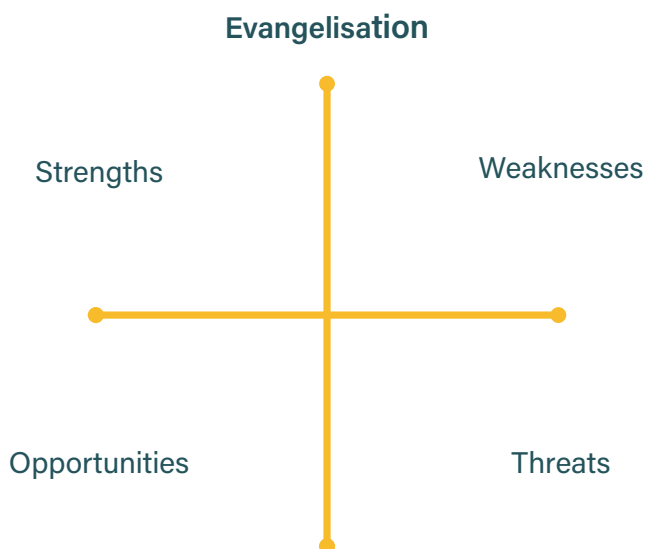 Evangelisation
Strengths
Weaknesses
Opportunities
Threats